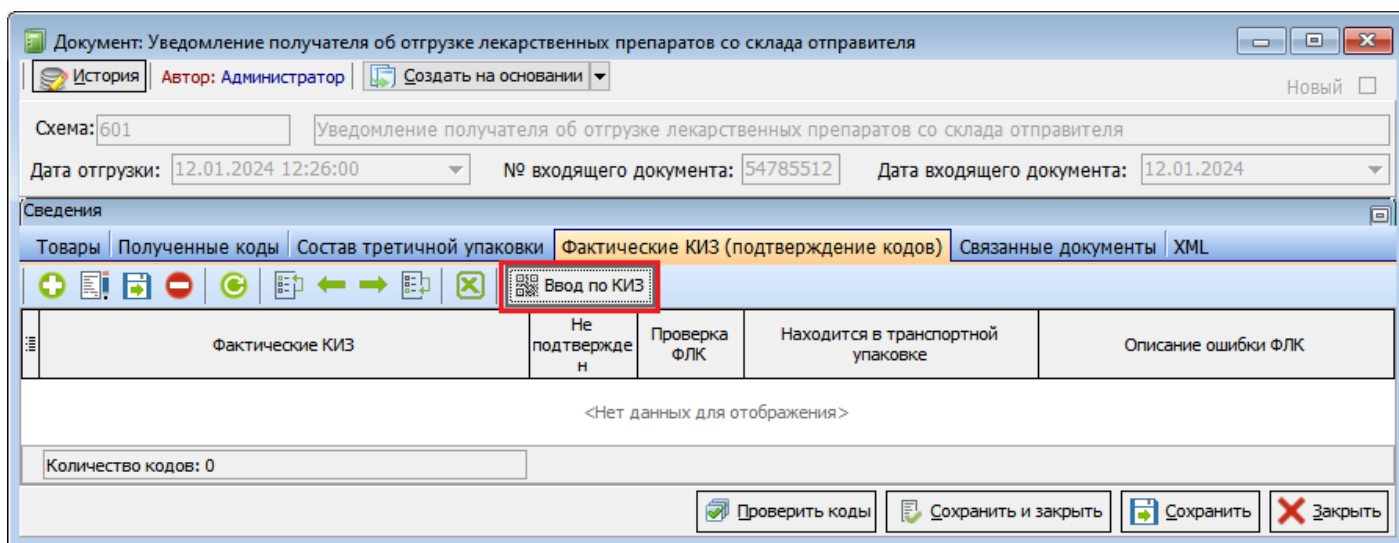 Документ: Уведомление получателя об отгрузке лекарственных препаратов со склада отправителя
История Автор: Администратор Создать на основании Новый
Схема: 601 Уведомление получателя об отгрузке лекарственных препаратов со склада отправителя
Дата отгрузки: 12.01.2024 12:26:00 № входящего документа: 54785512 Дата входящего документа: 12.01.2024
Сведения
Товары Полученные коды Состав третичной упаковки Фактические КИЗ (подтверждение кодов) Связанные документы XML
Ввод по КИЗ
Фактические КИЗ
Не
подтвержде
н
Проверка
ФЛК
Находится в транспортной
упаковке
Описание ошибки ФЛК
<Нет данных для отображения>
Количество кодов: 0
Проверить коды Сохранить и закрыть Сохранить Закрыть